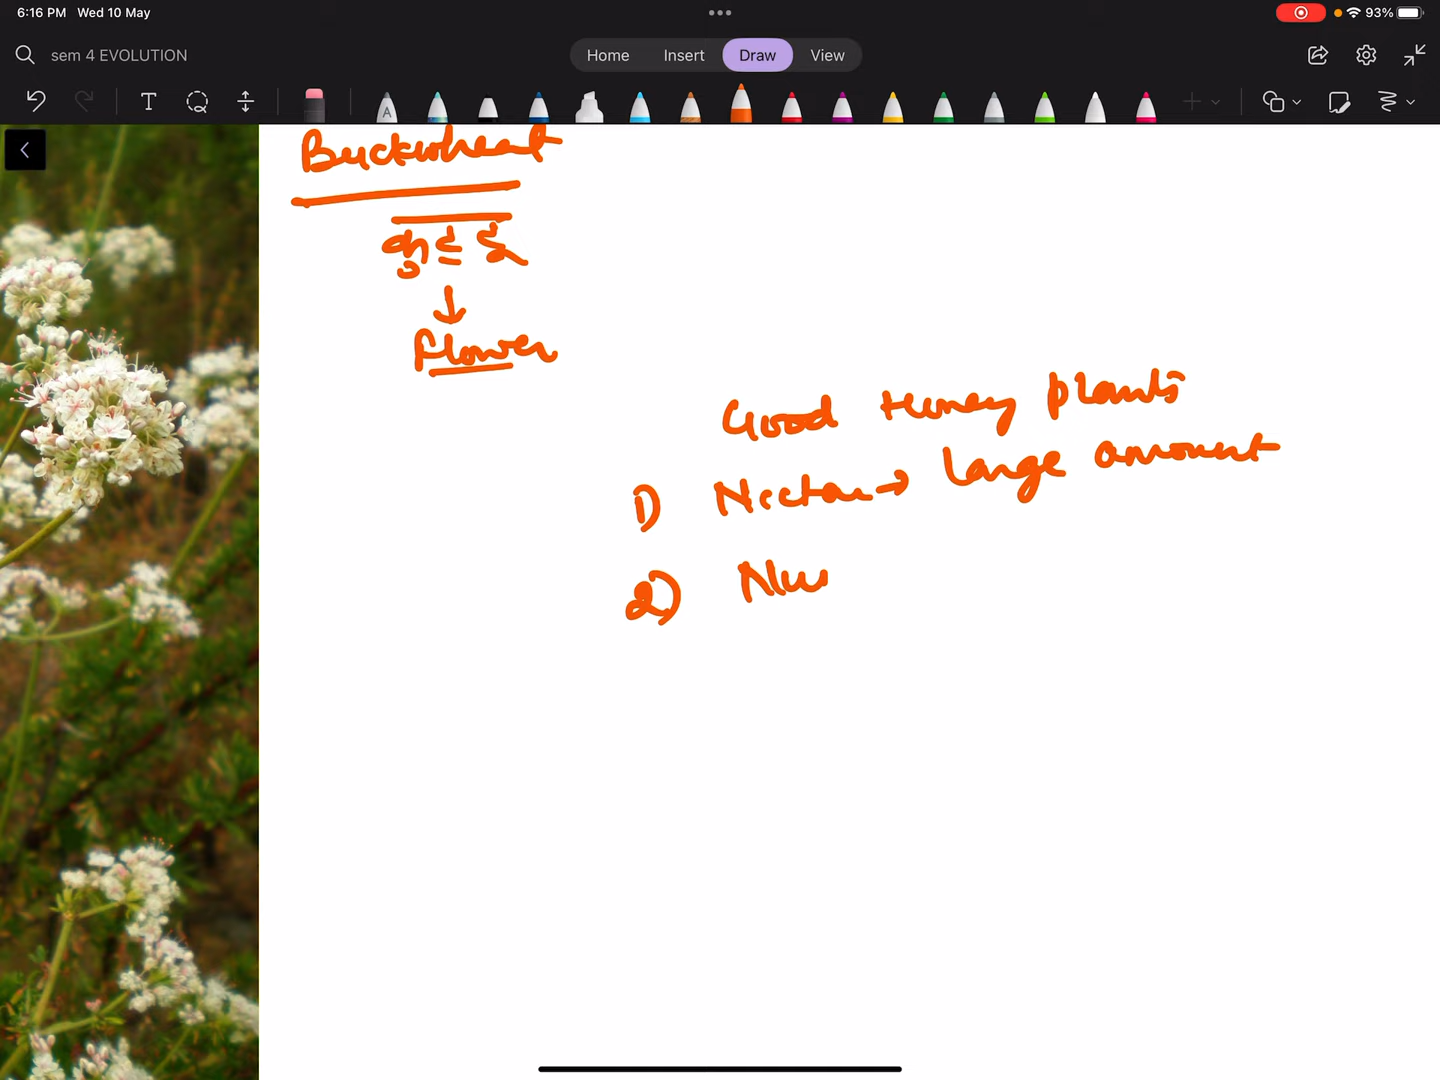 6:16 PM Wed 10 May
93%
sem 4 EVOLUTION
Home Insert Draw View
T
A
Buckwheat
कुट्टू
↓
Flower
Good Honey plants
1) Nectar → large amount
2) Nu